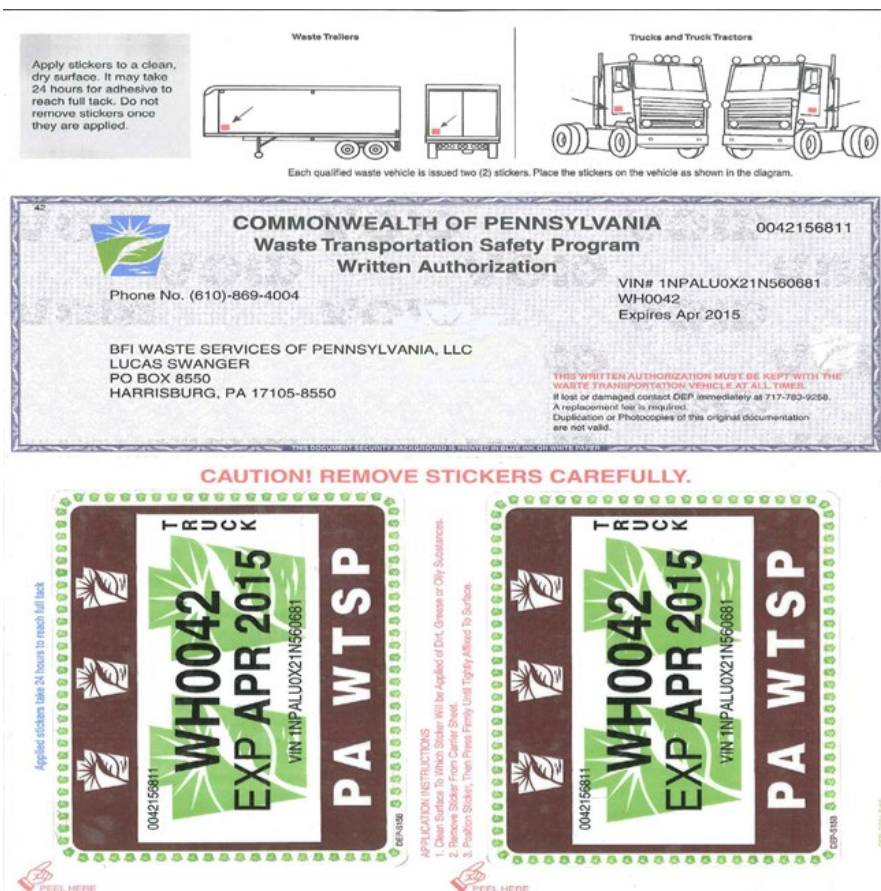 Waste Trailers
Trucks and Truck Tractors
Apply stickers to a clean,
dry surface. It may take
24 hours for adhesive to
reach full tack. Do not
remove stickers once
they are applied.
Each qualified waste vehicle is issued two (2) stickers. Place the stickers on the vehicle as shown in the diagram.
42
COMMONWEALTH OF PENNSYLVANIA
0042156811
Waste Transportation Safety Program
Written Authorization
Phone No. (610)-869-4004
VIN# 1NPALU0X21N560681
WH0042
Expires Apr 2015
BFI WASTE SERVICES OF PENNSYLVANIA, LLC
LUCAS SWANGER
PO BOX 8550
HARRISBURG, PA 17105-8550
THIS WRITTEN AUTHORIZATION MUST BE KEPT WITH THE
WASTE TRANSPORTATION VEHICLE AT ALL TIMES.
If lost or damaged contact DEP immediately at 717-783-9258.
A replacement fee is required.
Duplication or Photocopies of this original documentation
are not valid.
THIS DOCUMENT SECURITY BACKGROUND IS PRINTED IN BLUE INK ON WHITE PAPER
CAUTION! REMOVE STICKERS CAREFULLY.
Applied stickers take 24 hours to reach full tack
0042156811
TRUCK
WH0042
EXP APR 2015
VIN 1NPALU0X21N560681
PA WTSP
DEP-S15B
APPLICATION INSTRUCTIONS
1. Clean Surface To Which Sticker Will be Applied of Dirt, Grease or Oily Substances.
2. Remove Sticker From Carrier Sheet.
3. Position Sticker, Then Press Firmly Until Tightly Affixed To Surface.
0042156811
TRUCK
WH0042
EXP APR 2015
VIN 1NPALU0X21N560681
PA WTSP
DEP-S15B
PEEL HERE
PEEL HERE